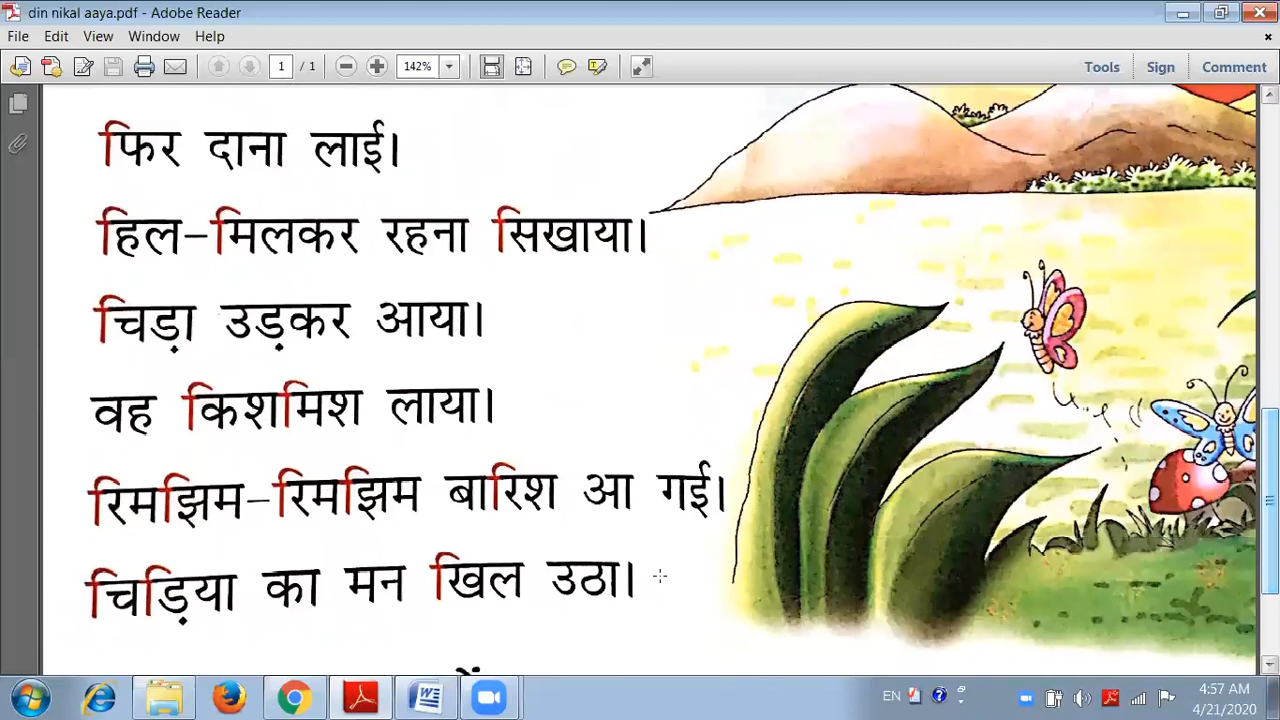 din nikal aaya.pdf - Adobe Reader
File Edit View Window Help
1 / 1 142% Tools Sign Comment
फिर दाना लाई।
हिल-मिलकर रहना सिखाया।
चिड़ा उड़कर आया।
वह किशमिश लाया।
रिमझिम-रिमझिम बारिश आ गई।
चिड़िया का मन खिल उठा।
EN 4:57 AM
4/21/2020